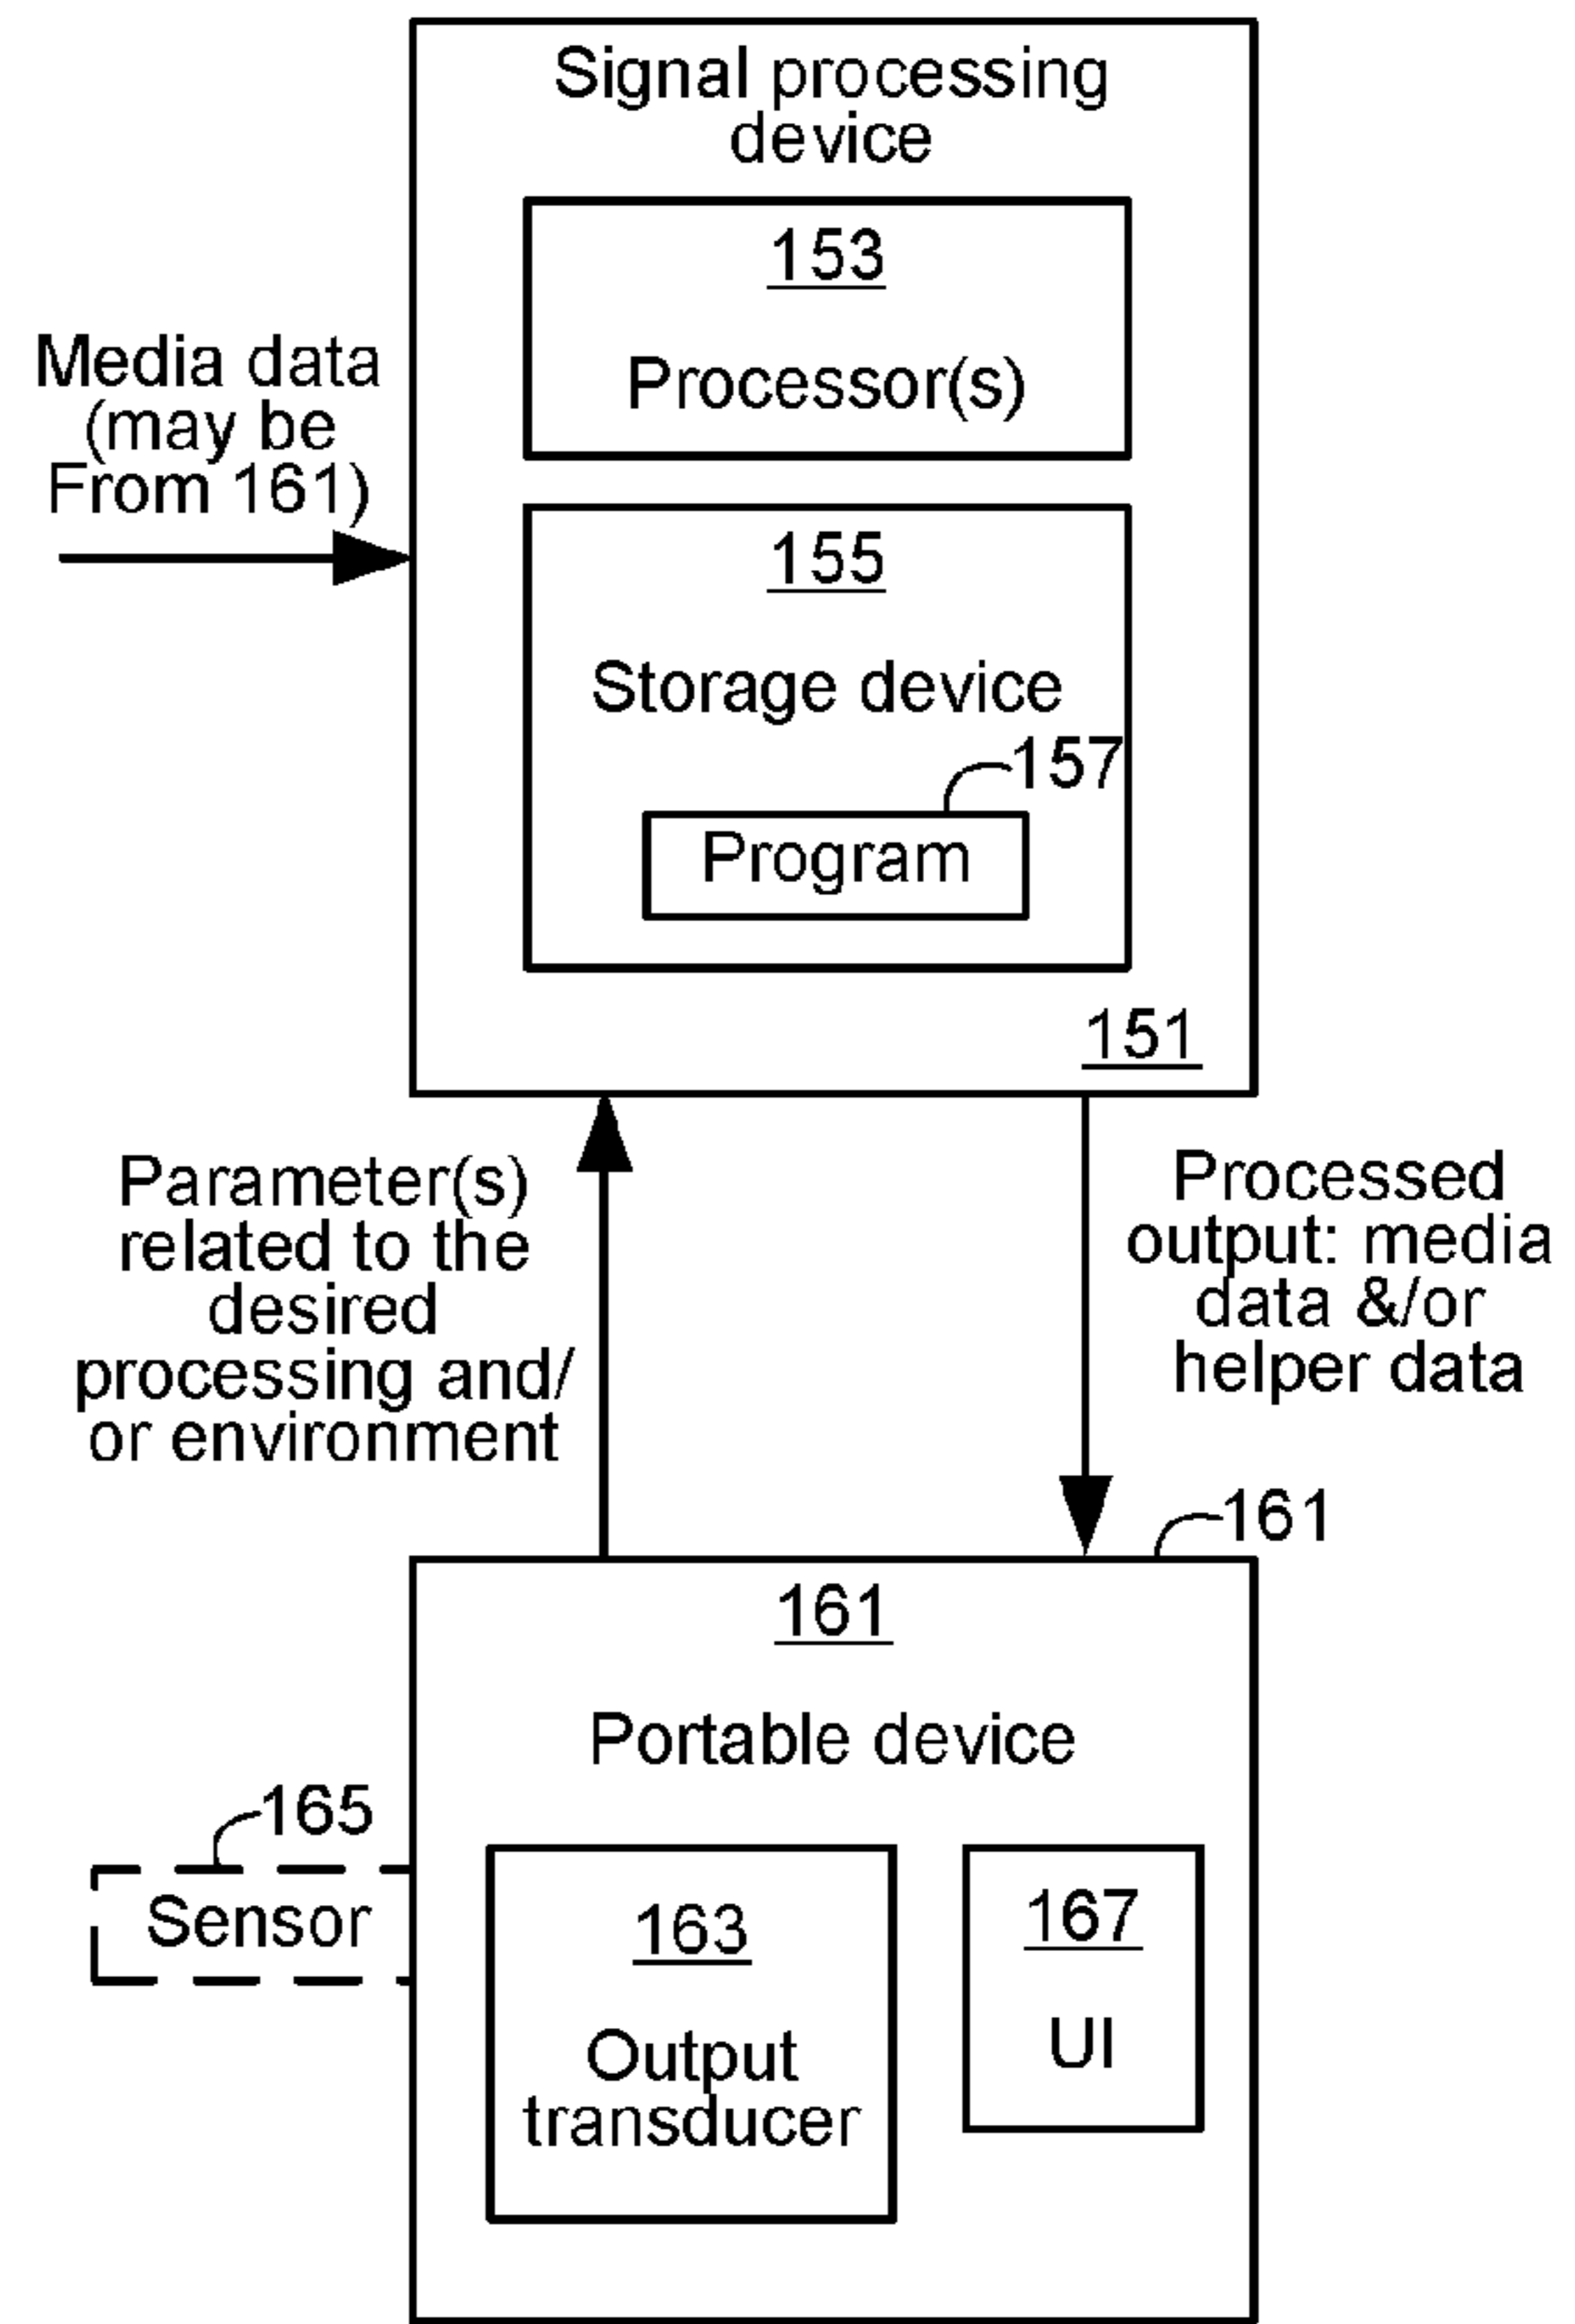 Signal processing
device
153
Processor(s)
Media data
(may be
From 161)
155
Storage device
157
Program
151
Parameter(s)
related to the
desired
processing and/
or environment
Processed
output: media
data &/or
helper data
161
161
Portable device
165
Sensor
163
Output
transducer
167
UI